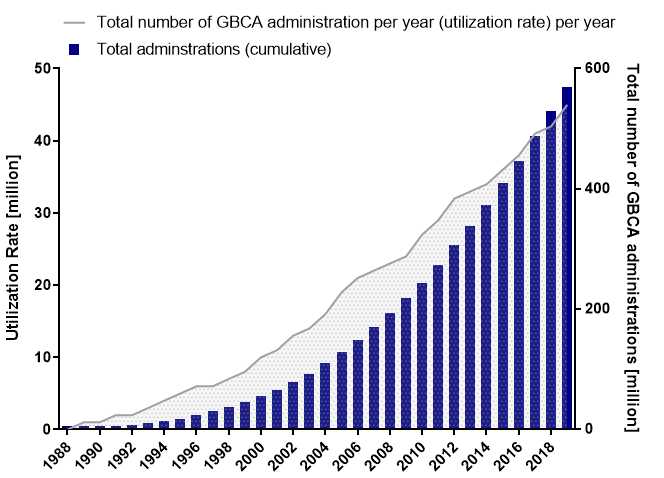 Total number of GBCA administration per year (utilization rate) per year
Total adminstrations (cumulative)
Utilization Rate [million]
50
40
30
20
10
0
600
400
200
0
Total number of GBCA administrations [million]
1988 1990 1992 1994 1996 1998 2000 2002 2004 2006 2008 2010 2012 2014 2016 2018